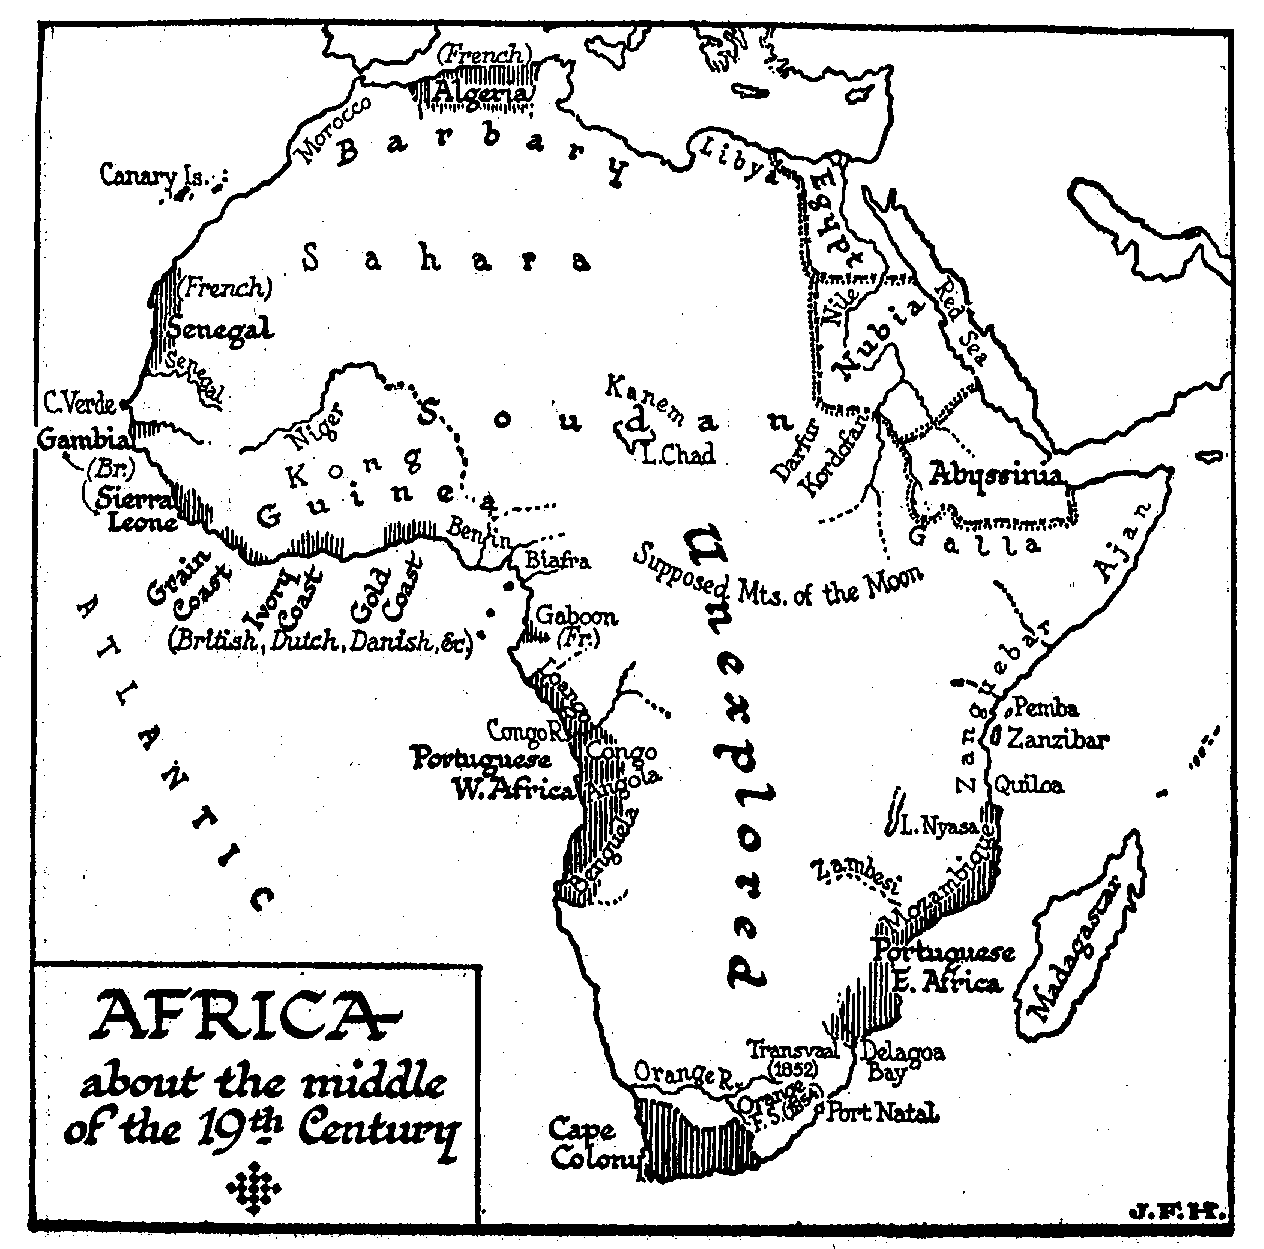 (French)
Algeria
Morocco
Barbary
Libya
Egypt
Canary Is.
Sahara
(French)
Senegal
Senegal
Nile
Nubia
Red Sea
C. Verde
Gambia
(Br.)
Sierra
Leone
Niger
Kong
Guinea
Soudan
Kanem
L. Chad
Darfur
Kordofan
Abyssinia
Galla
Ajan
Benin
Biafra
Grain
Coast
Ivory
Coast
Gold
Coast
(British, Dutch, Danish, &c.)
Gaboon
(Fr.)
Supposed Mts. of the Moon
Unexplored
ATLANTIC
Loango
Congo R.
Congo
Portuguese
W. Africa
Angola
Benguela
Zanguebar
Pemba
Zanzibar
Quiloa
L. Nyasa
Zambesi
Mozambique
Portuguese
E. Africa
Madagascar
Transvaal
(1852)
Delagoa
Bay
Orange R.
Orange
F. S. (1854)
Port Natal
Cape
Colony
AFRICA
about the middle
of the 19th Century
J.F.H.